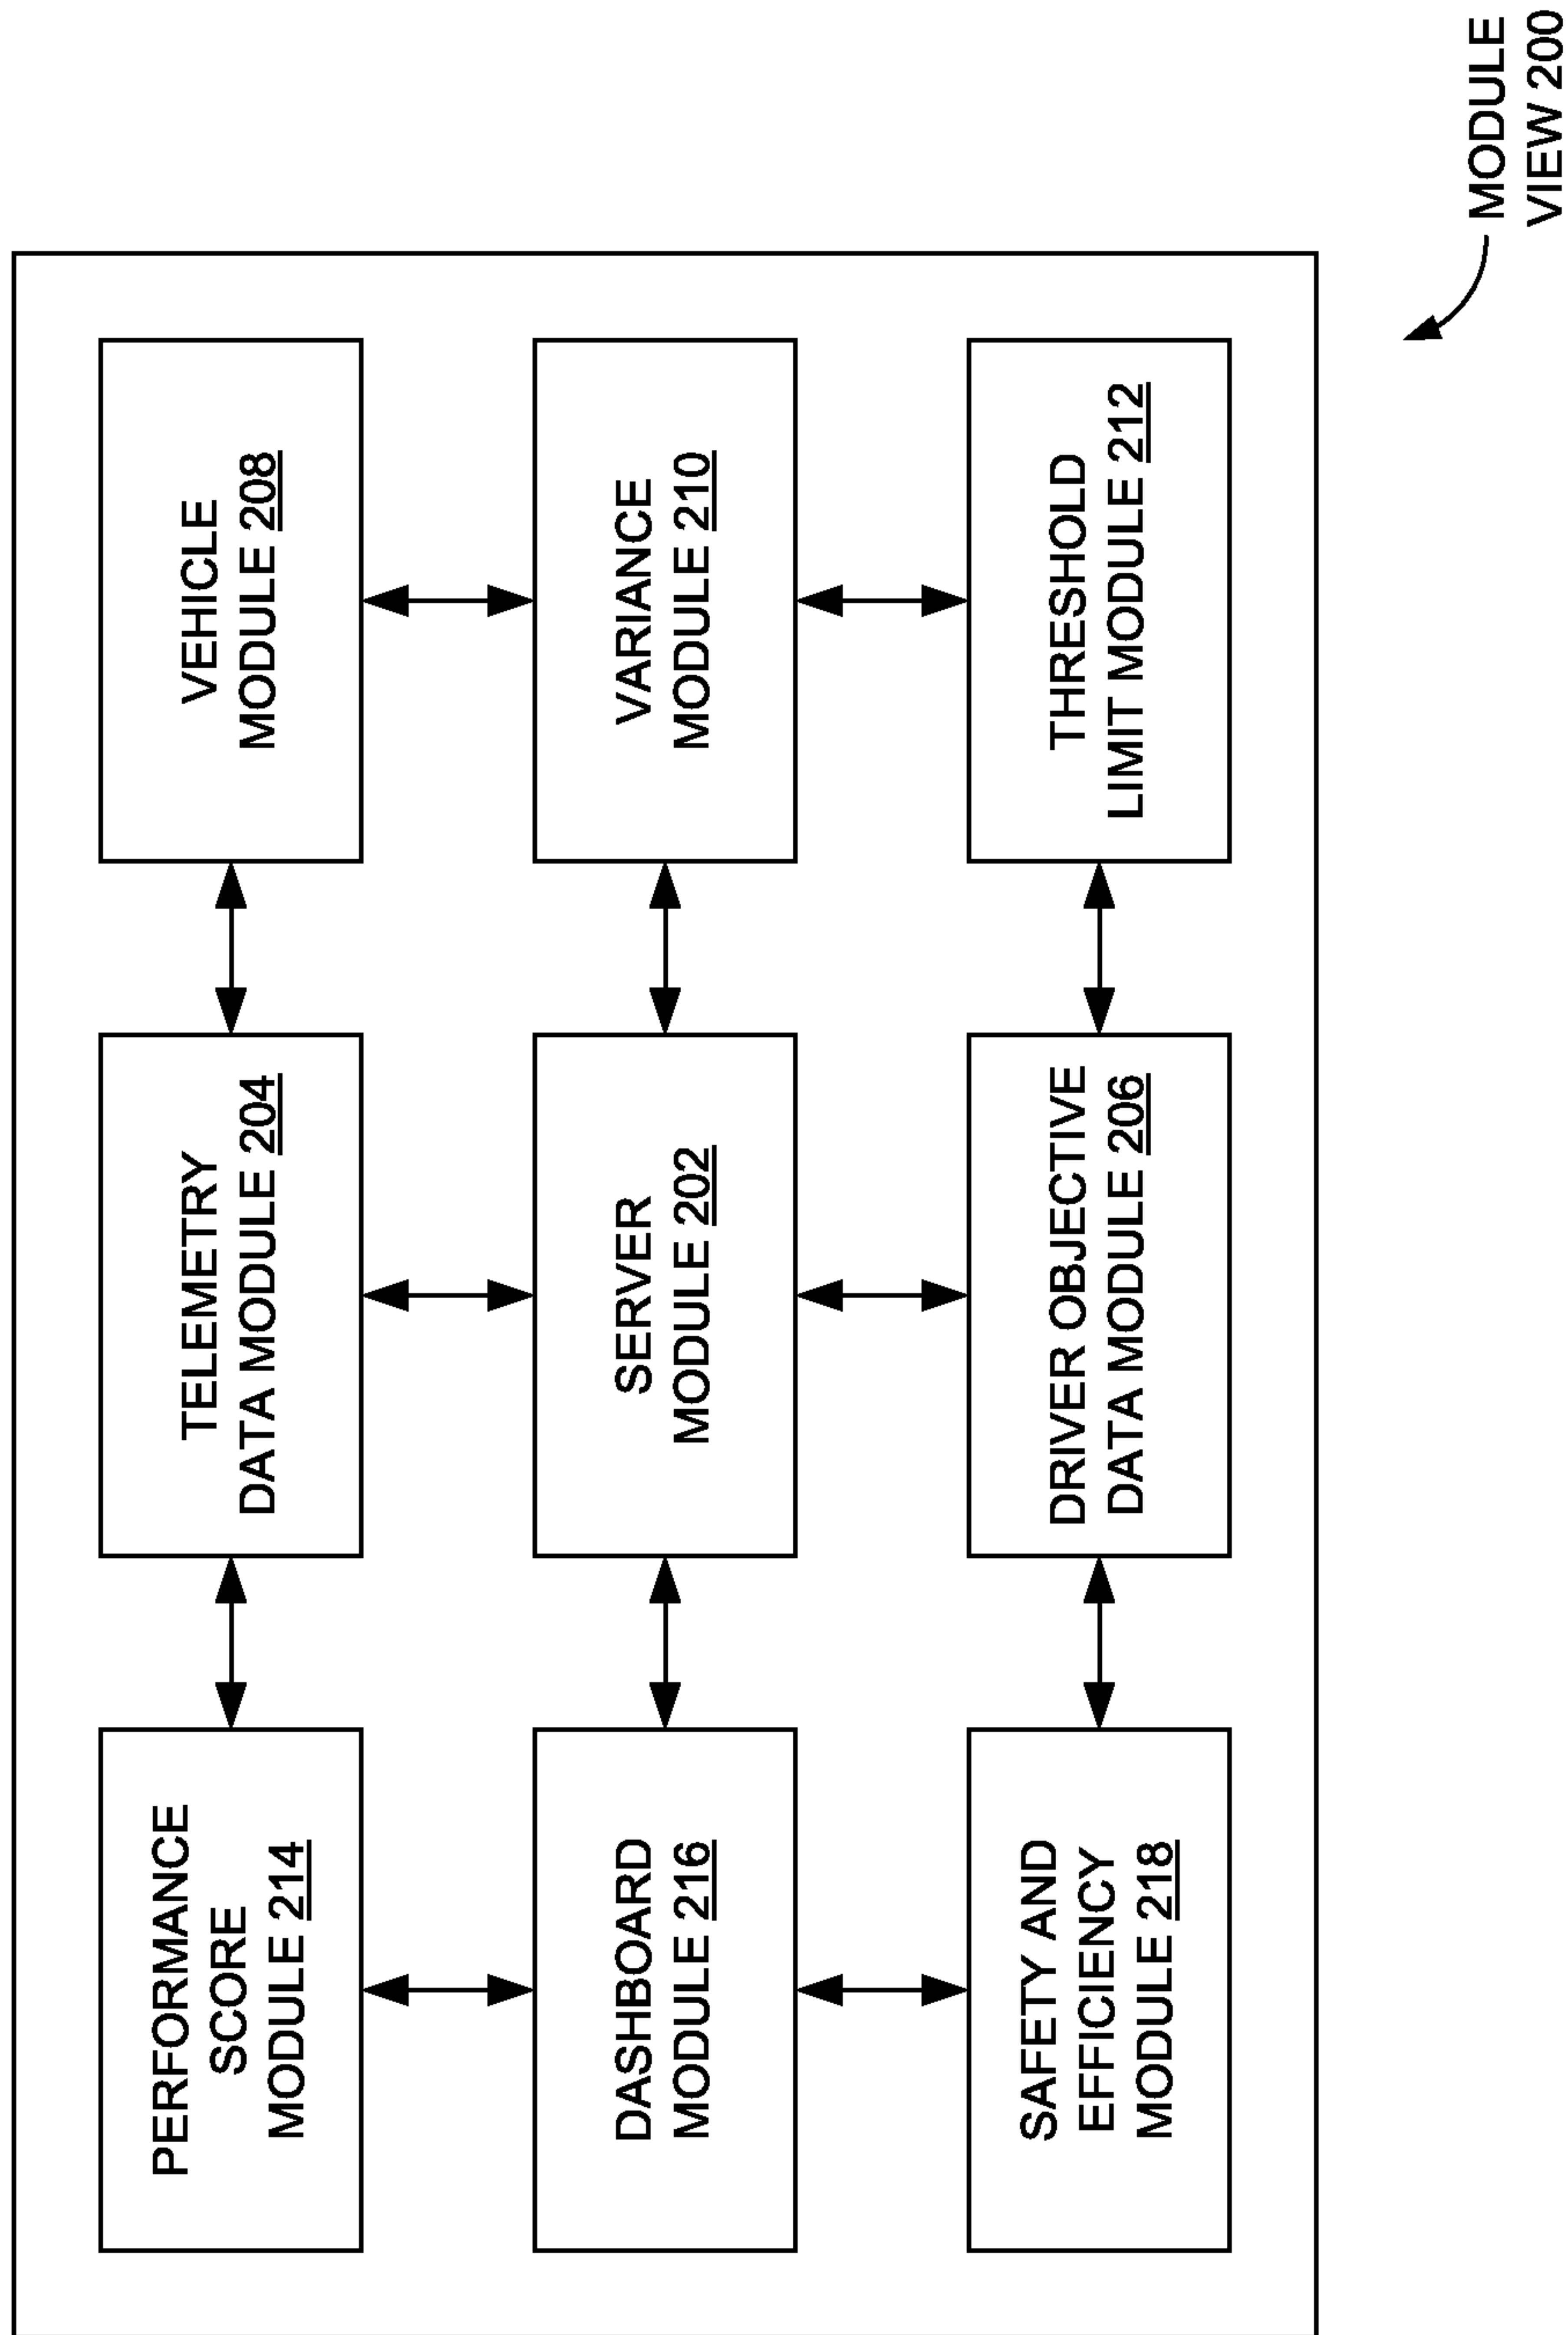 PERFORMANCE
SCORE
MODULE 214
TELEMETRY
DATA MODULE 204
VEHICLE
MODULE 208
DASHBOARD
MODULE 216
SERVER
MODULE 202
VARIANCE
MODULE 210
SAFETY AND
EFFICIENCY
MODULE 218
DRIVER OBJECTIVE
DATA MODULE 206
THRESHOLD
LIMIT MODULE 212
MODULE
VIEW 200